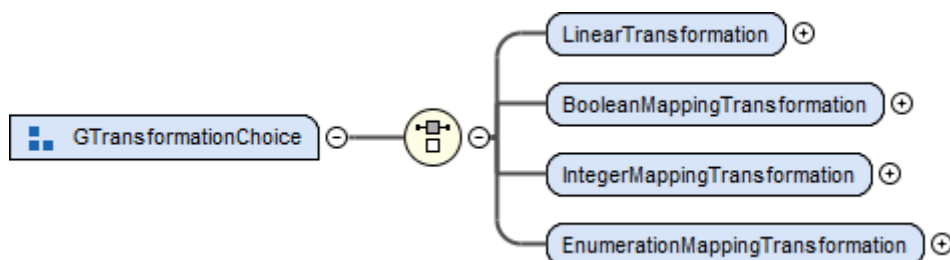 LinearTransformation
BooleanMappingTransformation
GTransformationChoice
IntegerMappingTransformation
EnumerationMappingTransformation